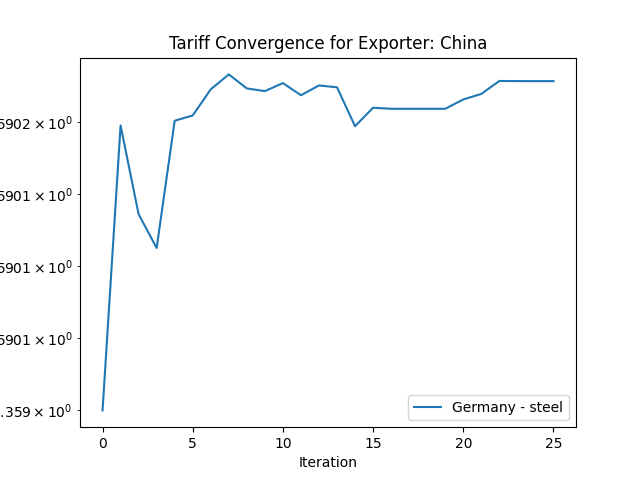 Tariff Convergence for Exporter: China
5902 × 10⁰
5901 × 10⁰
5901 × 10⁰
5901 × 10⁰
.359 × 10⁰
Germany - steel
0 5 10 15 20 25
Iteration